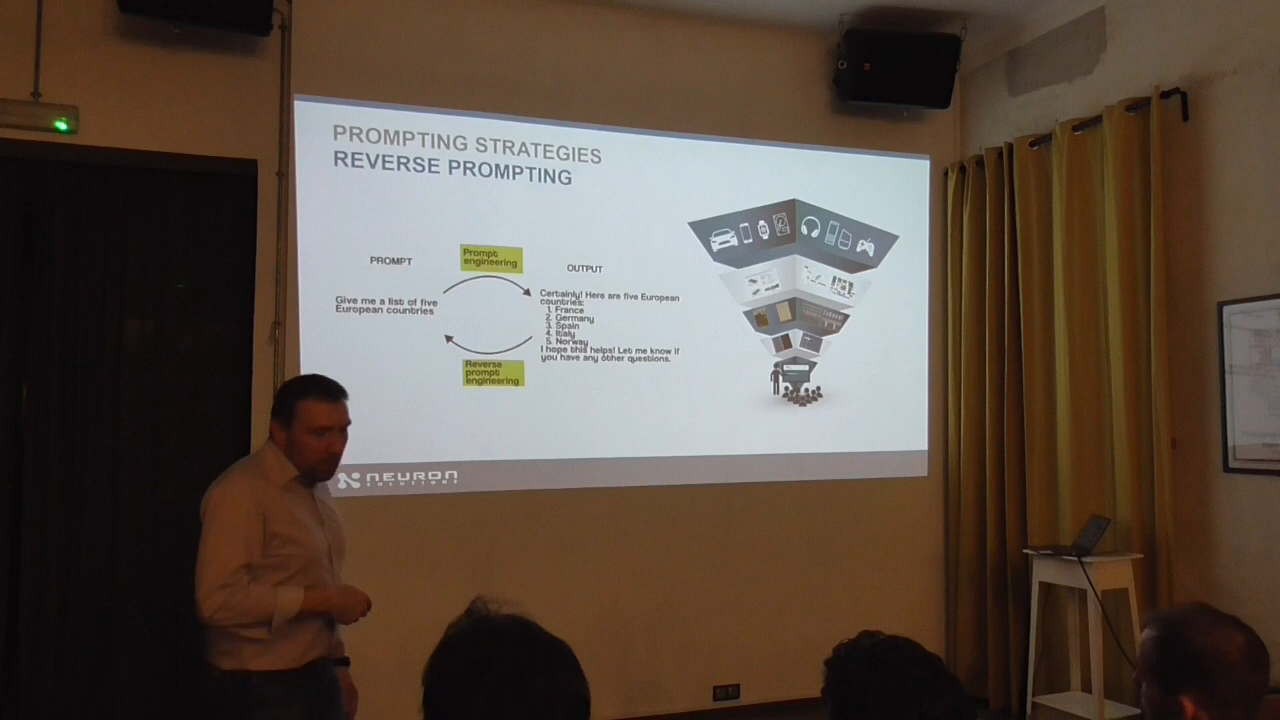 PROMPTING STRATEGIES
REVERSE PROMPTING
PROMPT
Prompt
engineering
OUTPUT
Give me a list of five
European countries
Certainly! Here are five European
countries:
1. France
2. Germany
3. Spain
4. Italy
5. Norway
I hope this helps! Let me know if
you have any other questions.
Reverse
prompt
engineering
NEURON
SOLUTIONS